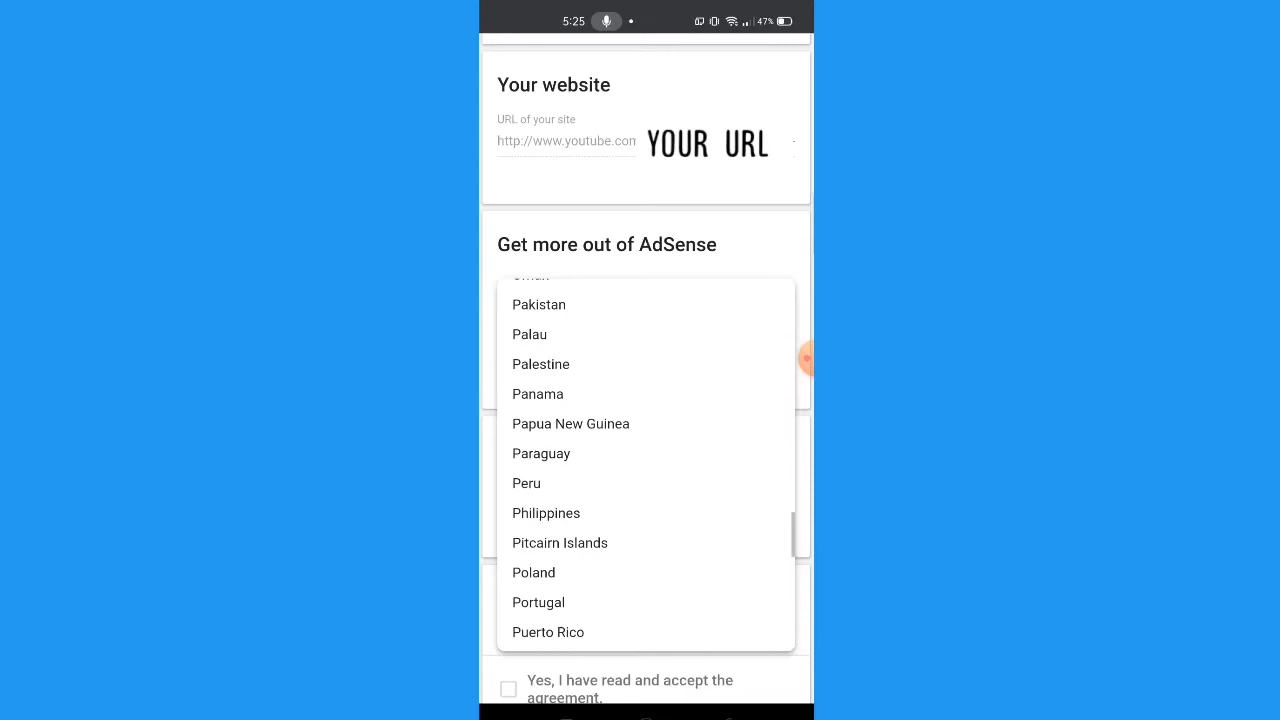 5:25
47%
Your website
URL of your site
http://www.youtube.com
YOUR URL
Get more out of AdSense
Pakistan
Palau
Palestine
Panama
Papua New Guinea
Paraguay
Peru
Philippines
Pitcairn Islands
Poland
Portugal
Puerto Rico
Yes, I have read and accept the
agreement.